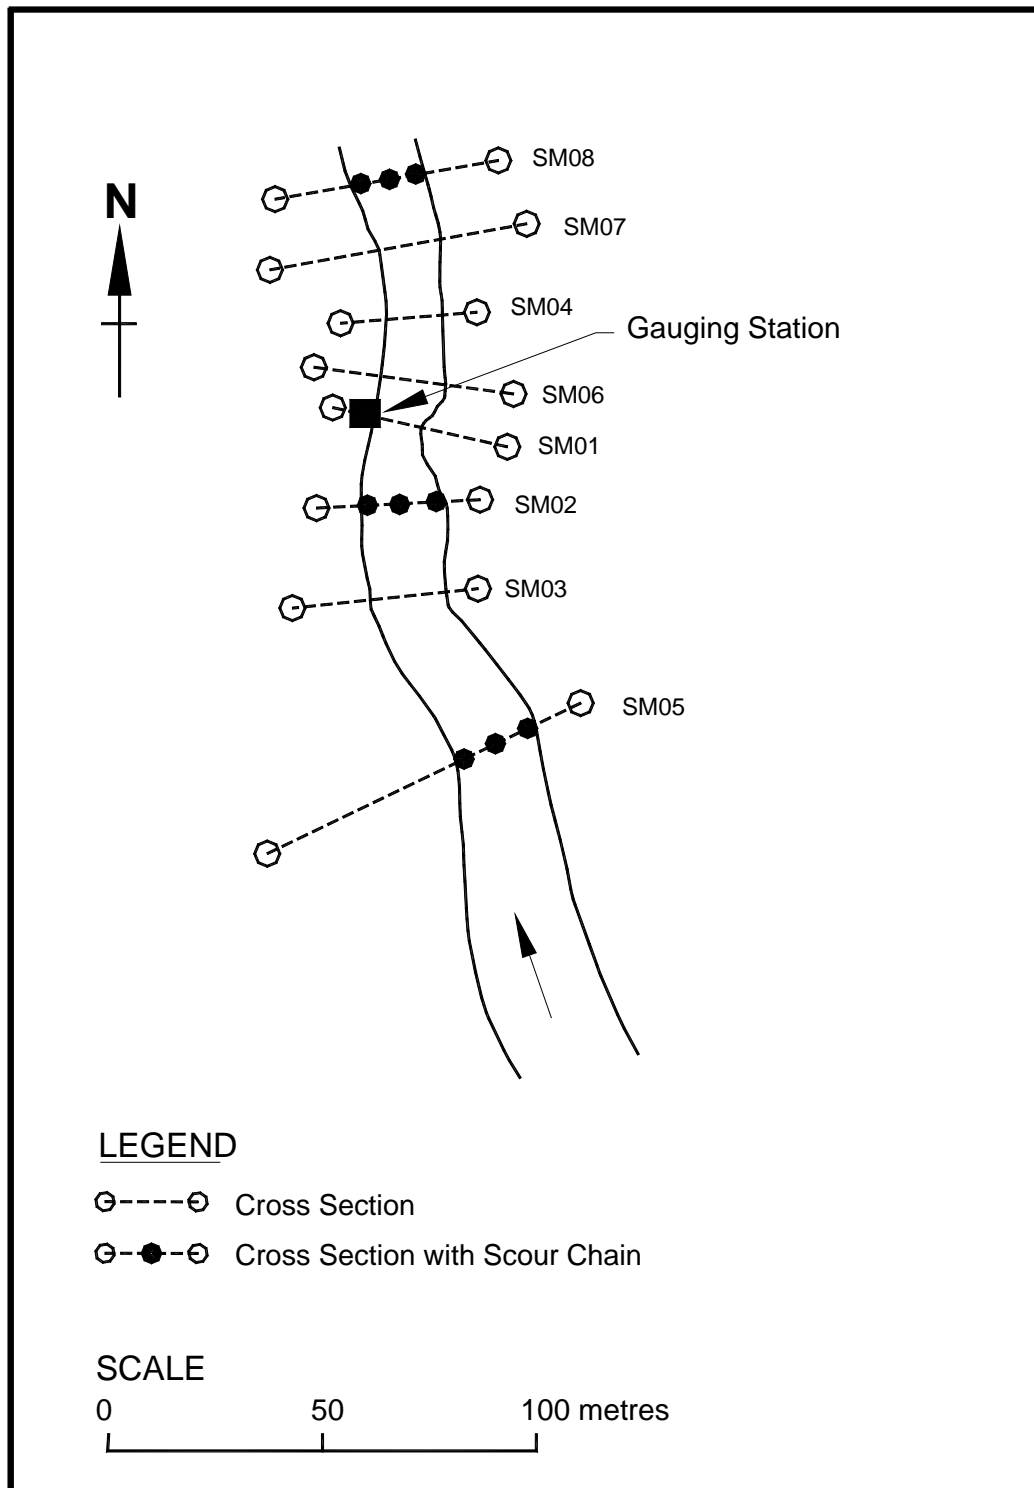 SM08
N
SM07
SM04
Gauging Station
SM06
SM01
SM02
SM03
SM05
LEGEND
Cross Section
Cross Section with Scour Chain
SCALE
0 50 100 metres